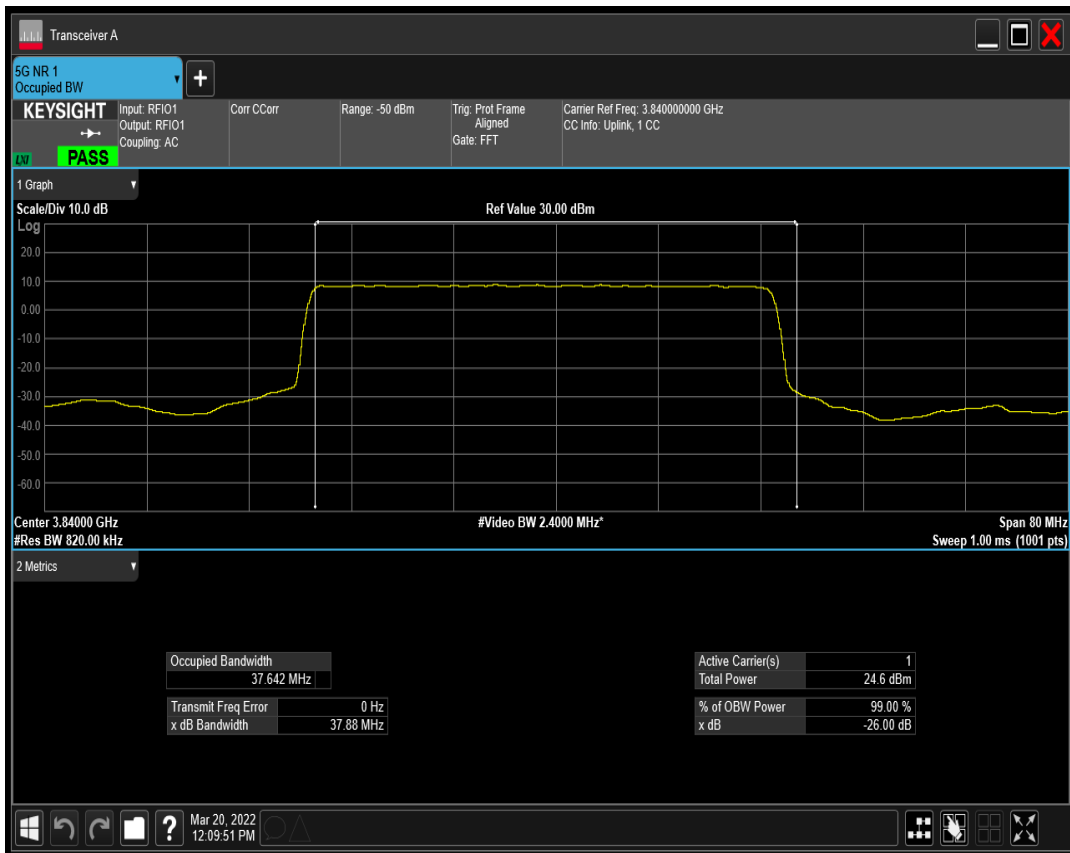 Transceiver A
5G NR 1
Occupied BW
+
KEYSIGHT
LXI
PASS
Input: RFIO1
Output: RFIO1
Coupling: AC
Corr CCorr
Range: -50 dBm
Trig: Prot Frame
Aligned
Gate: FFT
Carrier Ref Freq: 3.840000000 GHz
CC Info: Uplink, 1 CC
1 Graph
Scale/Div 10.0 dB
Ref Value 30.00 dBm
Log
20.0
10.0
0.00
-10.0
-20.0
-30.0
-40.0
-50.0
-60.0
Center 3.84000 GHz
#Video BW 2.4000 MHz*
Span 80 MHz
#Res BW 820.00 kHz
Sweep 1.00 ms (1001 pts)
2 Metrics
Occupied Bandwidth
37.642 MHz
Transmit Freq Error 0 Hz
x dB Bandwidth 37.88 MHz
Active Carrier(s) 1
Total Power 24.6 dBm
% of OBW Power 99.00 %
x dB -26.00 dB
?
Mar 20, 2022
12:09:51 PM